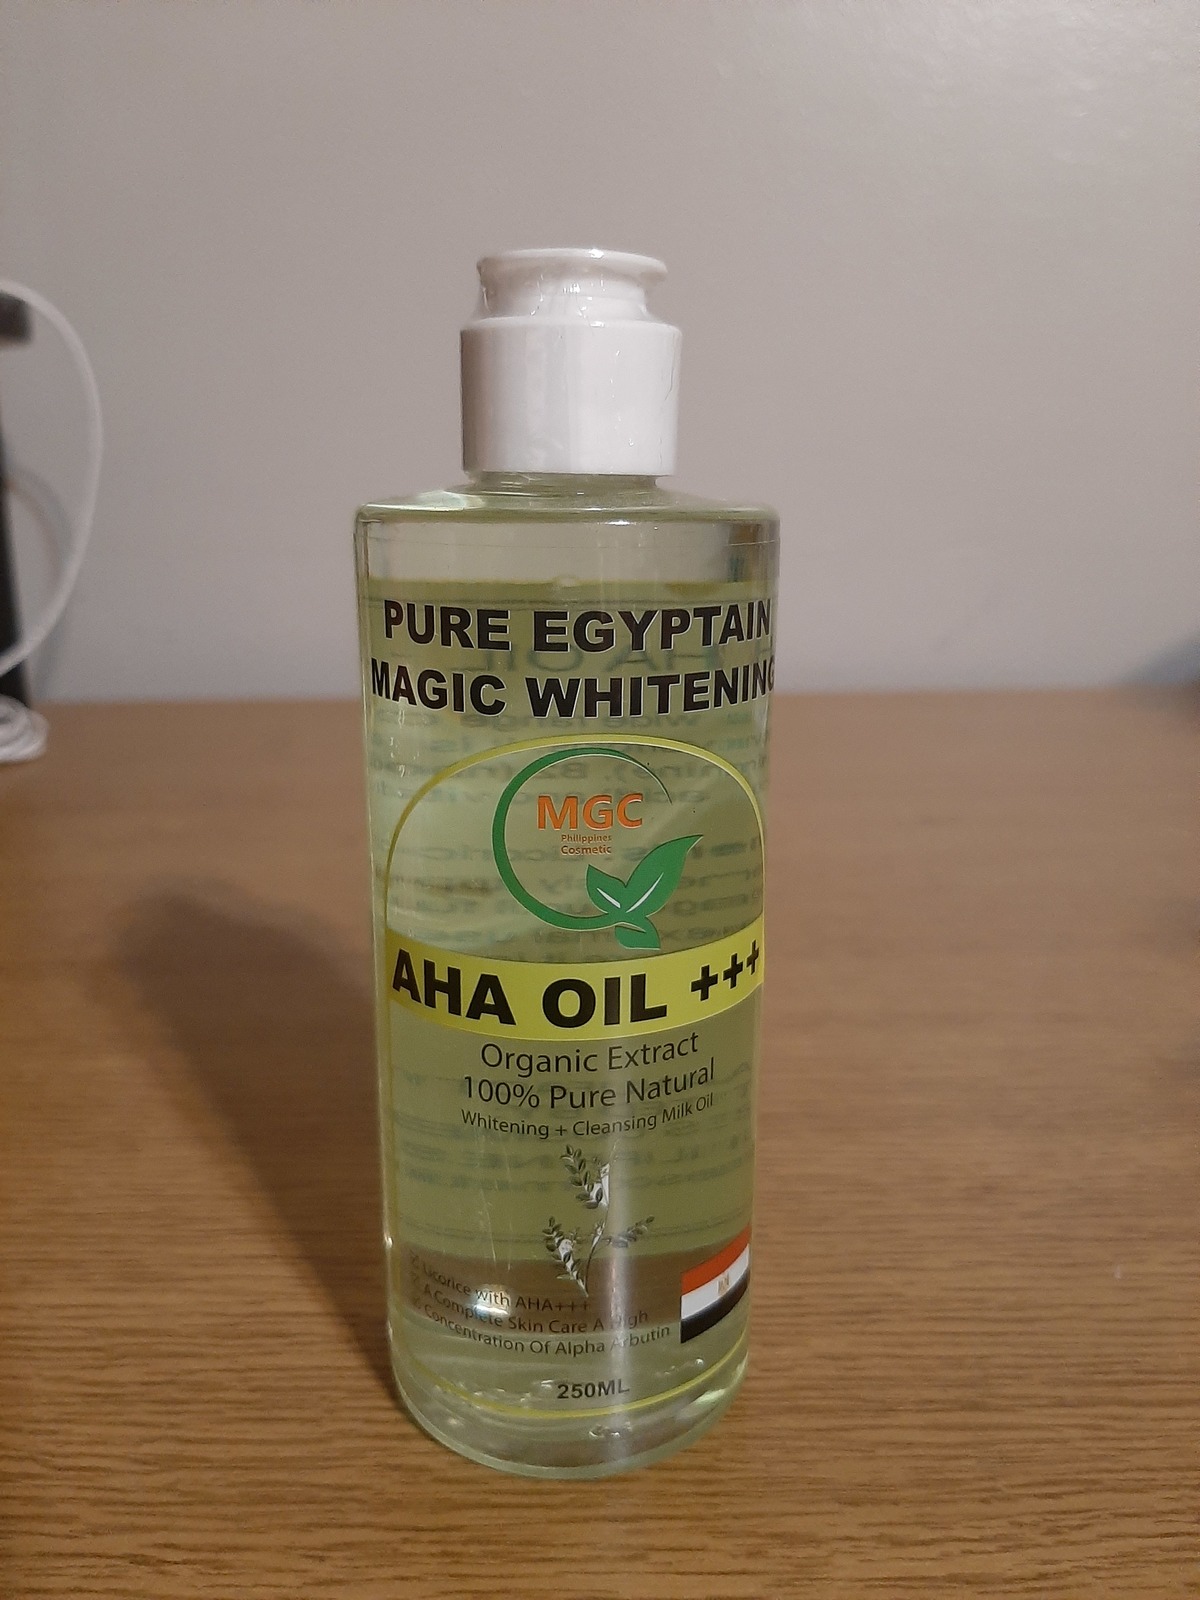 PURE EGYPTAIN
MAGIC WHITENING
MGC
Philippines
Cosmetic
AHA OIL +++
Organic Extract
100% Pure Natural
Whitening + Cleansing Milk Oil
Licorice with AHA+++
A Complete Skin Care A High
Concentration Of Alpha Arbutin
250ML